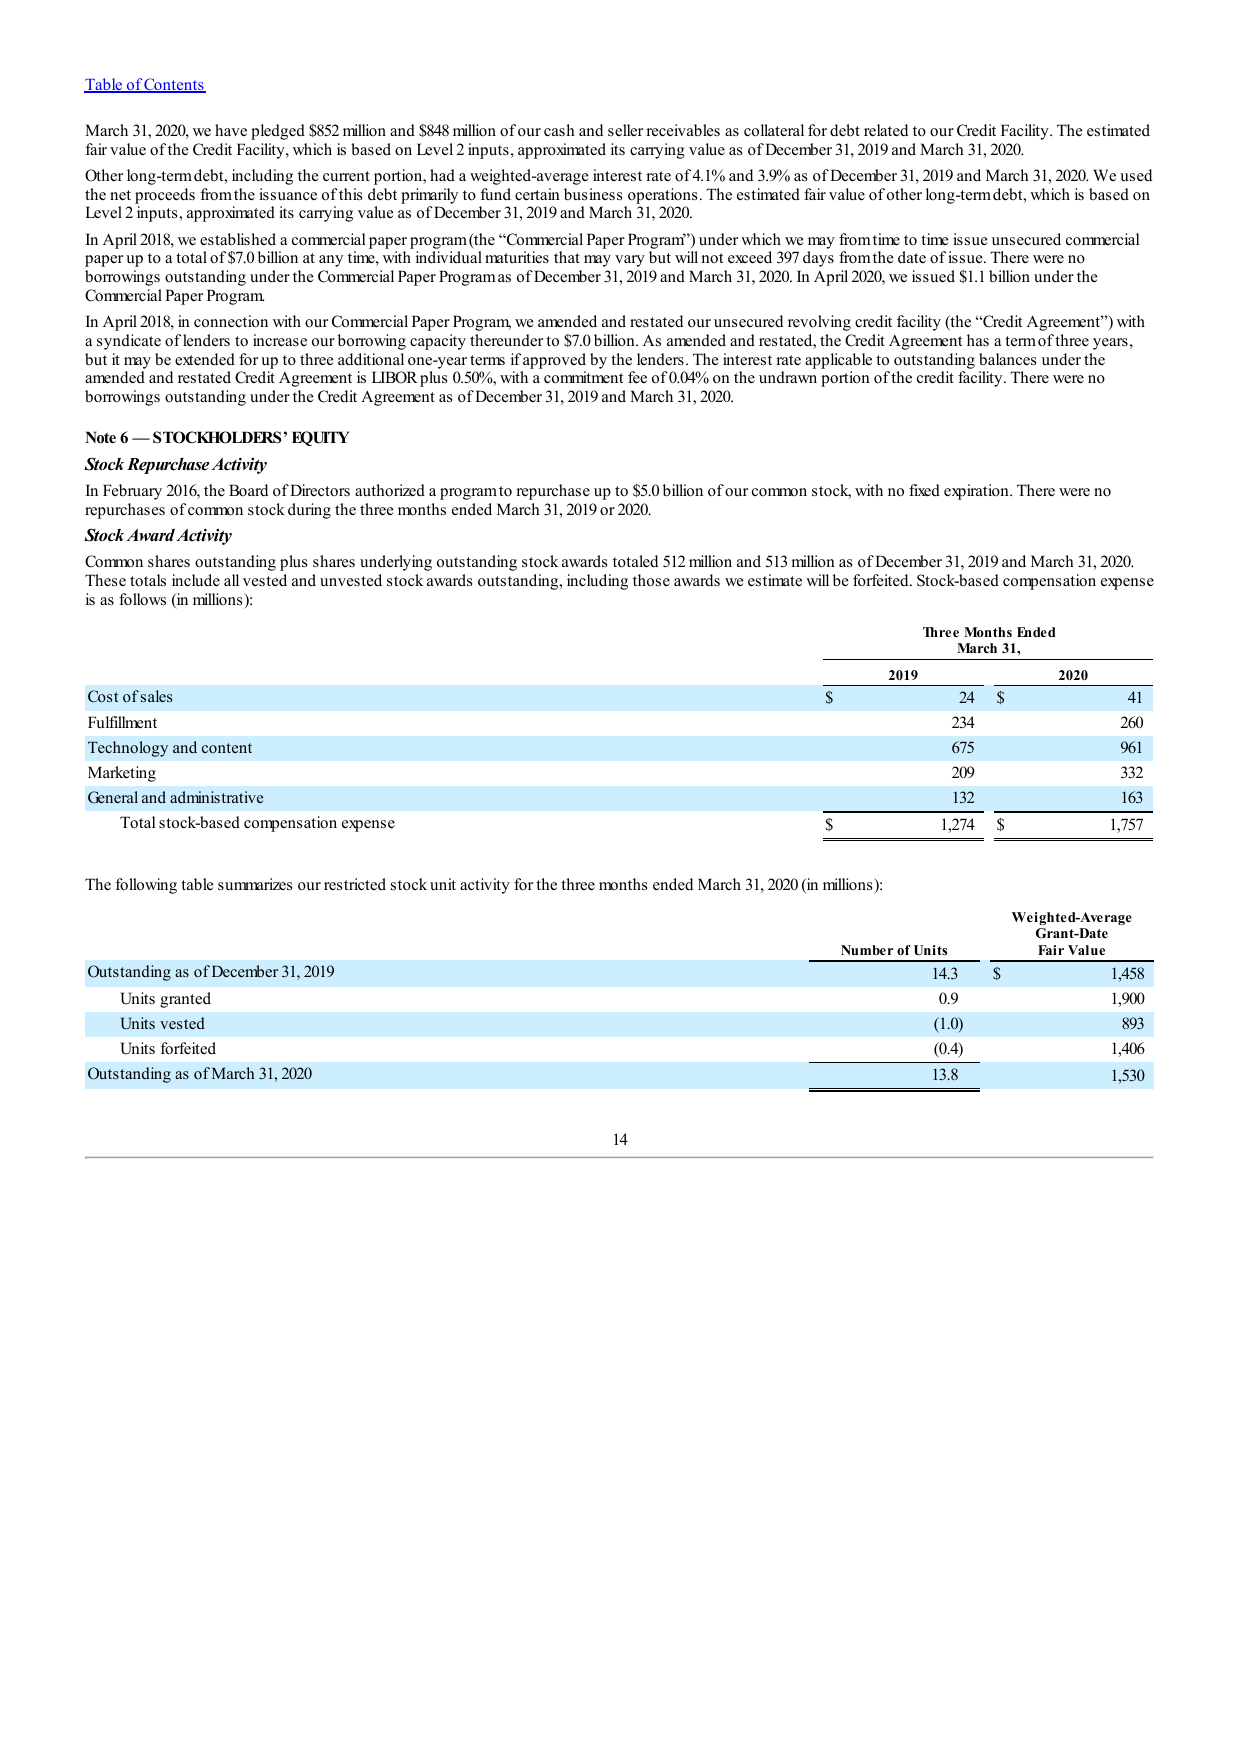 Table of Contents
March 31, 2020, we have pledged $852 million and $848 million of our cash and seller receivables as collateral for debt related to our Credit Facility. The estimated
fair value of the Credit Facility, which is based on Level 2 inputs, approximated its carrying value as of December 31, 2019 and March 31, 2020.
Other long-term debt, including the current portion, had a weighted-average interest rate of 4.1% and 3.9% as of December 31, 2019 and March 31, 2020. We used
the net proceeds from the issuance of this debt primarily to fund certain business operations. The estimated fair value of other long-term debt, which is based on
Level 2 inputs, approximated its carrying value as of December 31, 2019 and March 31, 2020.
In April 2018, we established a commercial paper program (the “Commercial Paper Program”) under which we may from time to time issue unsecured commercial
paper up to a total of $7.0 billion at any time, with individual maturities that may vary but will not exceed 397 days from the date of issue. There were no
borrowings outstanding under the Commercial Paper Program as of December 31, 2019 and March 31, 2020. In April 2020, we issued $1.1 billion under the
Commercial Paper Program.
In April 2018, in connection with our Commercial Paper Program, we amended and restated our unsecured revolving credit facility (the “Credit Agreement”) with
a syndicate of lenders to increase our borrowing capacity thereunder to $7.0 billion. As amended and restated, the Credit Agreement has a term of three years,
but it may be extended for up to three additional one-year terms if approved by the lenders. The interest rate applicable to outstanding balances under the
amended and restated Credit Agreement is LIBOR plus 0.50%, with a commitment fee of 0.04% on the undrawn portion of the credit facility. There were no
borrowings outstanding under the Credit Agreement as of December 31, 2019 and March 31, 2020.
Note 6 — STOCKHOLDERS’ EQUITY
Stock Repurchase Activity
In February 2016, the Board of Directors authorized a program to repurchase up to $5.0 billion of our common stock, with no fixed expiration. There were no
repurchases of common stock during the three months ended March 31, 2019 or 2020.
Stock Award Activity
Common shares outstanding plus shares underlying outstanding stock awards totaled 512 million and 513 million as of December 31, 2019 and March 31, 2020.
These totals include all vested and unvested stock awards outstanding, including those awards we estimate will be forfeited. Stock-based compensation expense
is as follows (in millions):
Three Months Ended
March 31,
2019 2020
Cost of sales $ 24 $ 41
Fulfillment 234 260
Technology and content 675 961
Marketing 209 332
General and administrative 132 163
Total stock-based compensation expense $ 1,274 $ 1,757
The following table summarizes our restricted stock unit activity for the three months ended March 31, 2020 (in millions):
Weighted-Average
Grant-Date
Number of Units Fair Value
Outstanding as of December 31, 2019 14.3 $ 1,458
Units granted 0.9 1,900
Units vested (1.0) 893
Units forfeited (0.4) 1,406
Outstanding as of March 31, 2020 13.8 1,530
14